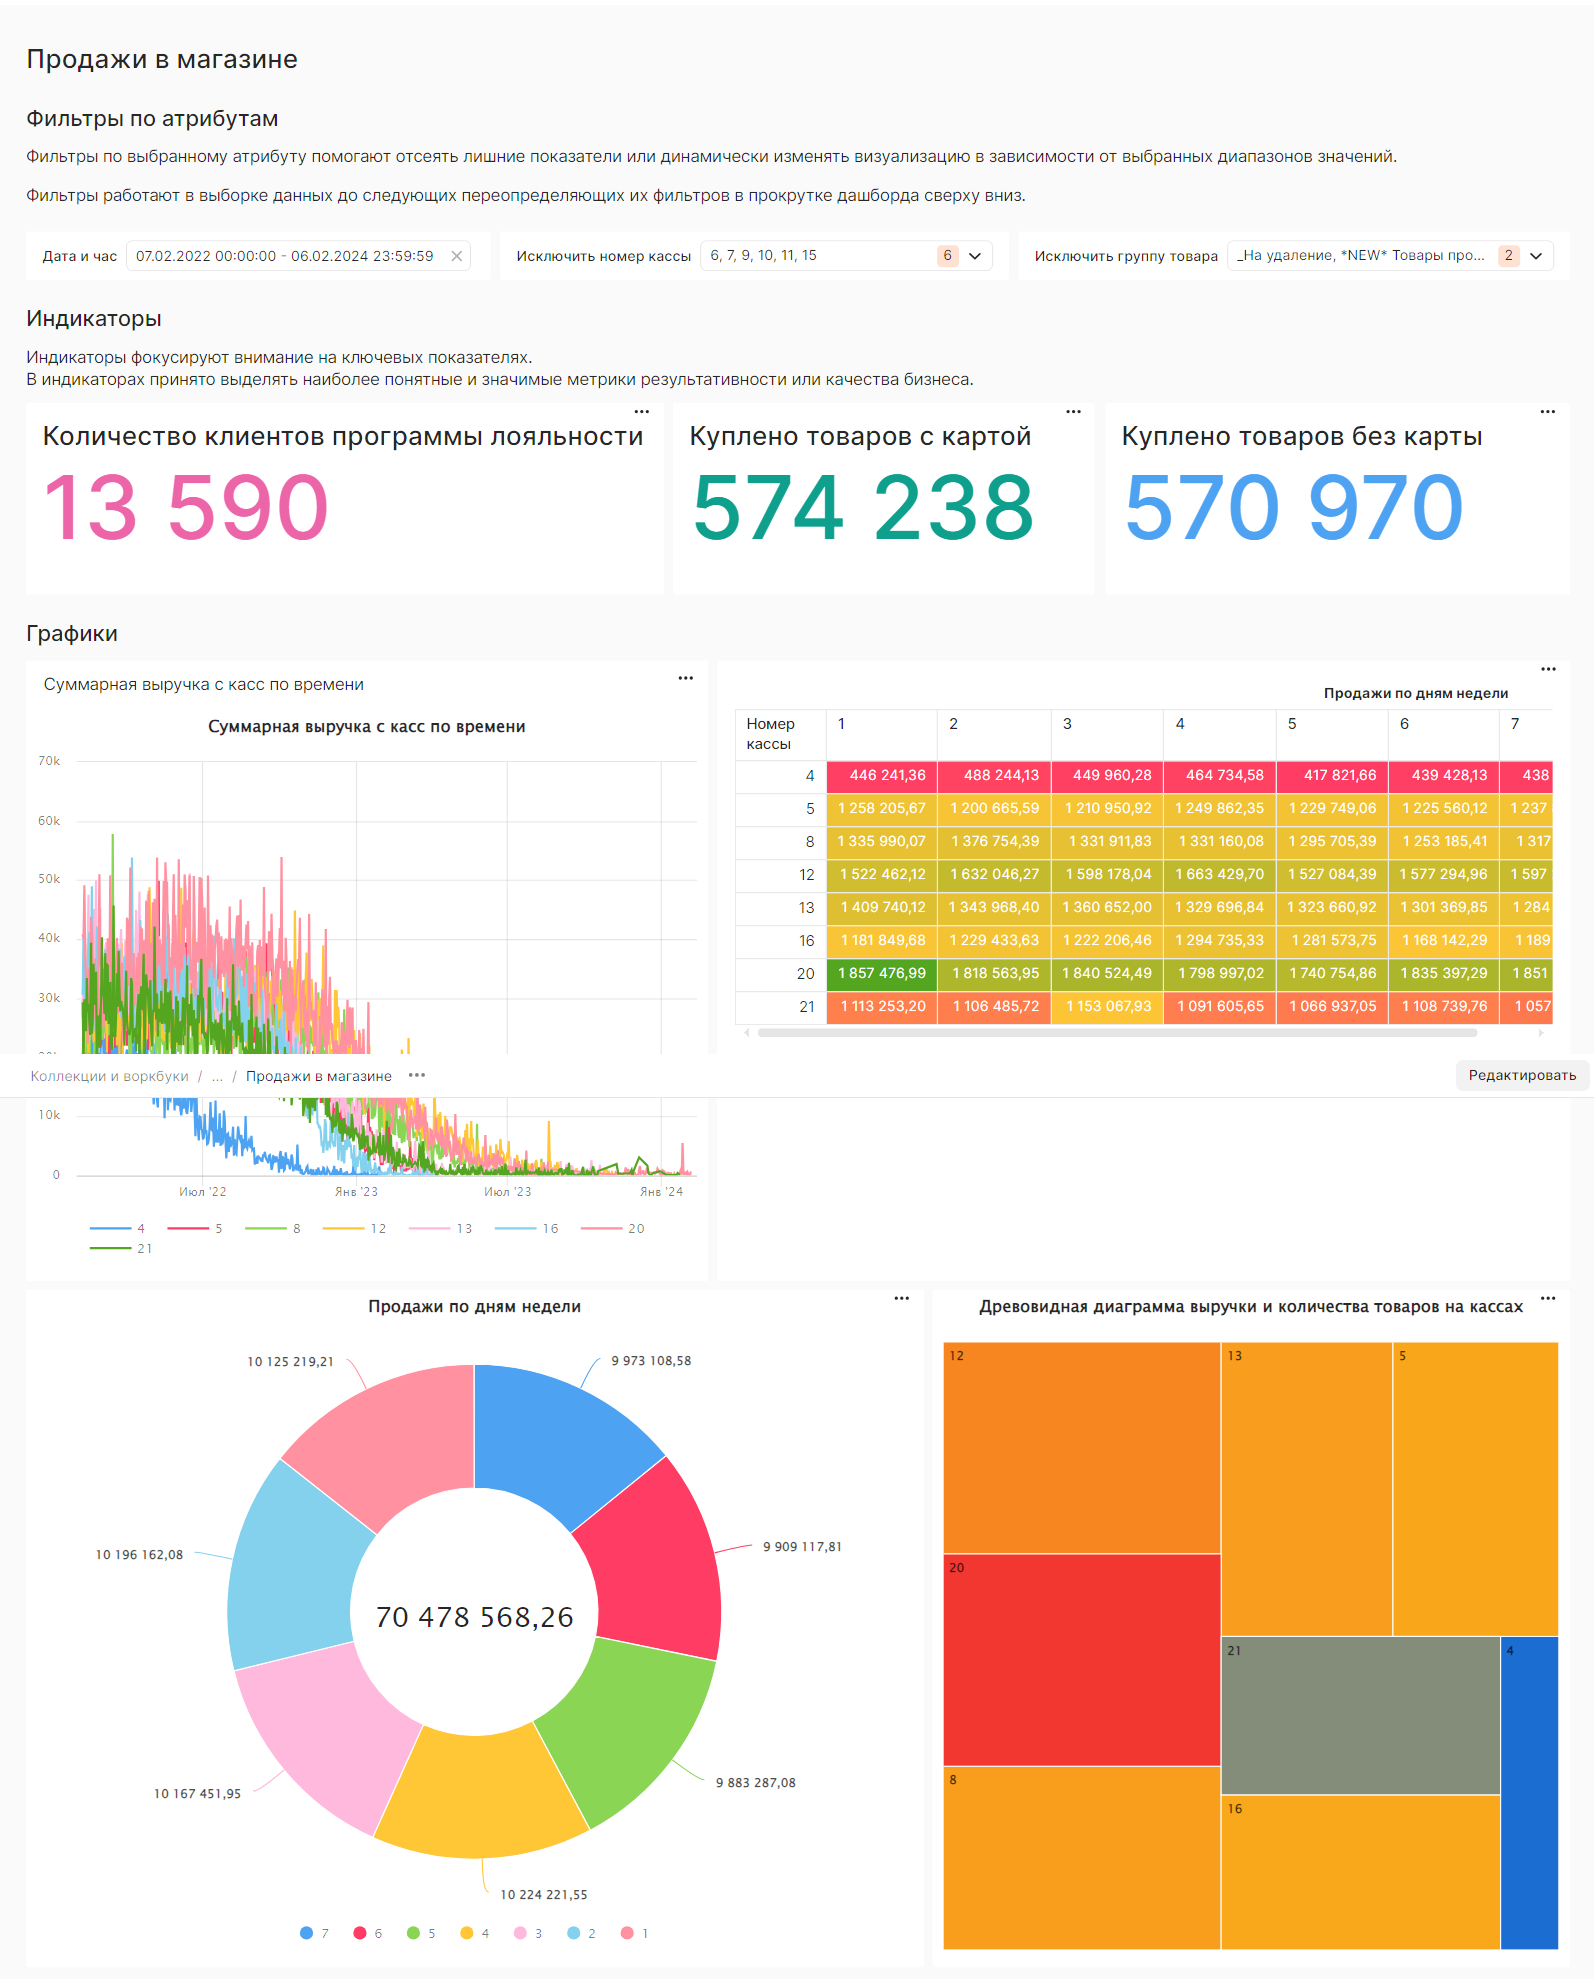 Продажи в магазине
Фильтры по атрибутам
Фильтры по выбранному атрибуту помогают отсеять лишние показатели или динамически изменять визуализацию в зависимости от выбранных диапазонов значений.
Фильтры работают в выборке данных до следующих переопределяющих их фильтров в прокрутке дашборда сверху вниз.
Дата и час 07.02.2022 00:00:00 - 06.02.2024 23:59:59
Исключить номер кассы 6, 7, 9, 10, 11, 15 6
Исключить группу товара _На удаление, *NEW* Товары про... 2
Индикаторы
Индикаторы фокусируют внимание на ключевых показателях.
В индикаторах принято выделять наиболее понятные и значимые метрики результативности или качества бизнеса.
Количество клиентов программы лояльности
13 590
Куплено товаров с картой
574 238
Куплено товаров без карты
570 970
Графики
Суммарная выручка с касс по времени
Суммарная выручка с касс по времени
70k
60k
50k
40k
30k
Продажи по дням недели
Номер кассы 1 2 3 4 5 6 7
4 446 241,36 488 244,13 449 960,28 464 734,58 417 821,66 439 428,13 438
5 1 258 205,67 1 200 665,59 1 210 950,92 1 249 862,35 1 229 749,06 1 225 560,12 1 237
8 1 335 990,07 1 376 754,39 1 331 911,83 1 331 160,08 1 295 705,39 1 253 185,41 1 317
12 1 522 462,12 1 632 046,27 1 598 178,04 1 663 429,70 1 527 084,39 1 577 294,96 1 597
13 1 409 740,12 1 343 968,40 1 360 652,00 1 329 696,84 1 323 660,92 1 301 369,85 1 284
16 1 181 849,68 1 229 433,63 1 222 206,46 1 294 735,33 1 281 573,75 1 168 142,29 1 189
20 1 857 476,99 1 818 563,95 1 840 524,49 1 798 997,02 1 740 754,86 1 835 397,29 1 851
21 1 113 253,20 1 106 485,72 1 153 067,93 1 091 605,65 1 066 937,05 1 108 739,76 1 057
Коллекции и воркбуки / ... / Продажи в магазине
Редактировать
10k
0
Июл '22 Янв '23 Июл '23 Янв '24
4 5 8 12 13 16 20
21
Продажи по дням недели
10 125 219,21
9 973 108,58
9 909 117,81
10 196 162,08
70 478 568,26
9 883 287,08
10 167 451,95
10 224 221,55
7 6 5 4 3 2 1
Древовидная диаграмма выручки и количества товаров на кассах
12
13
5
20
21
4
8
16